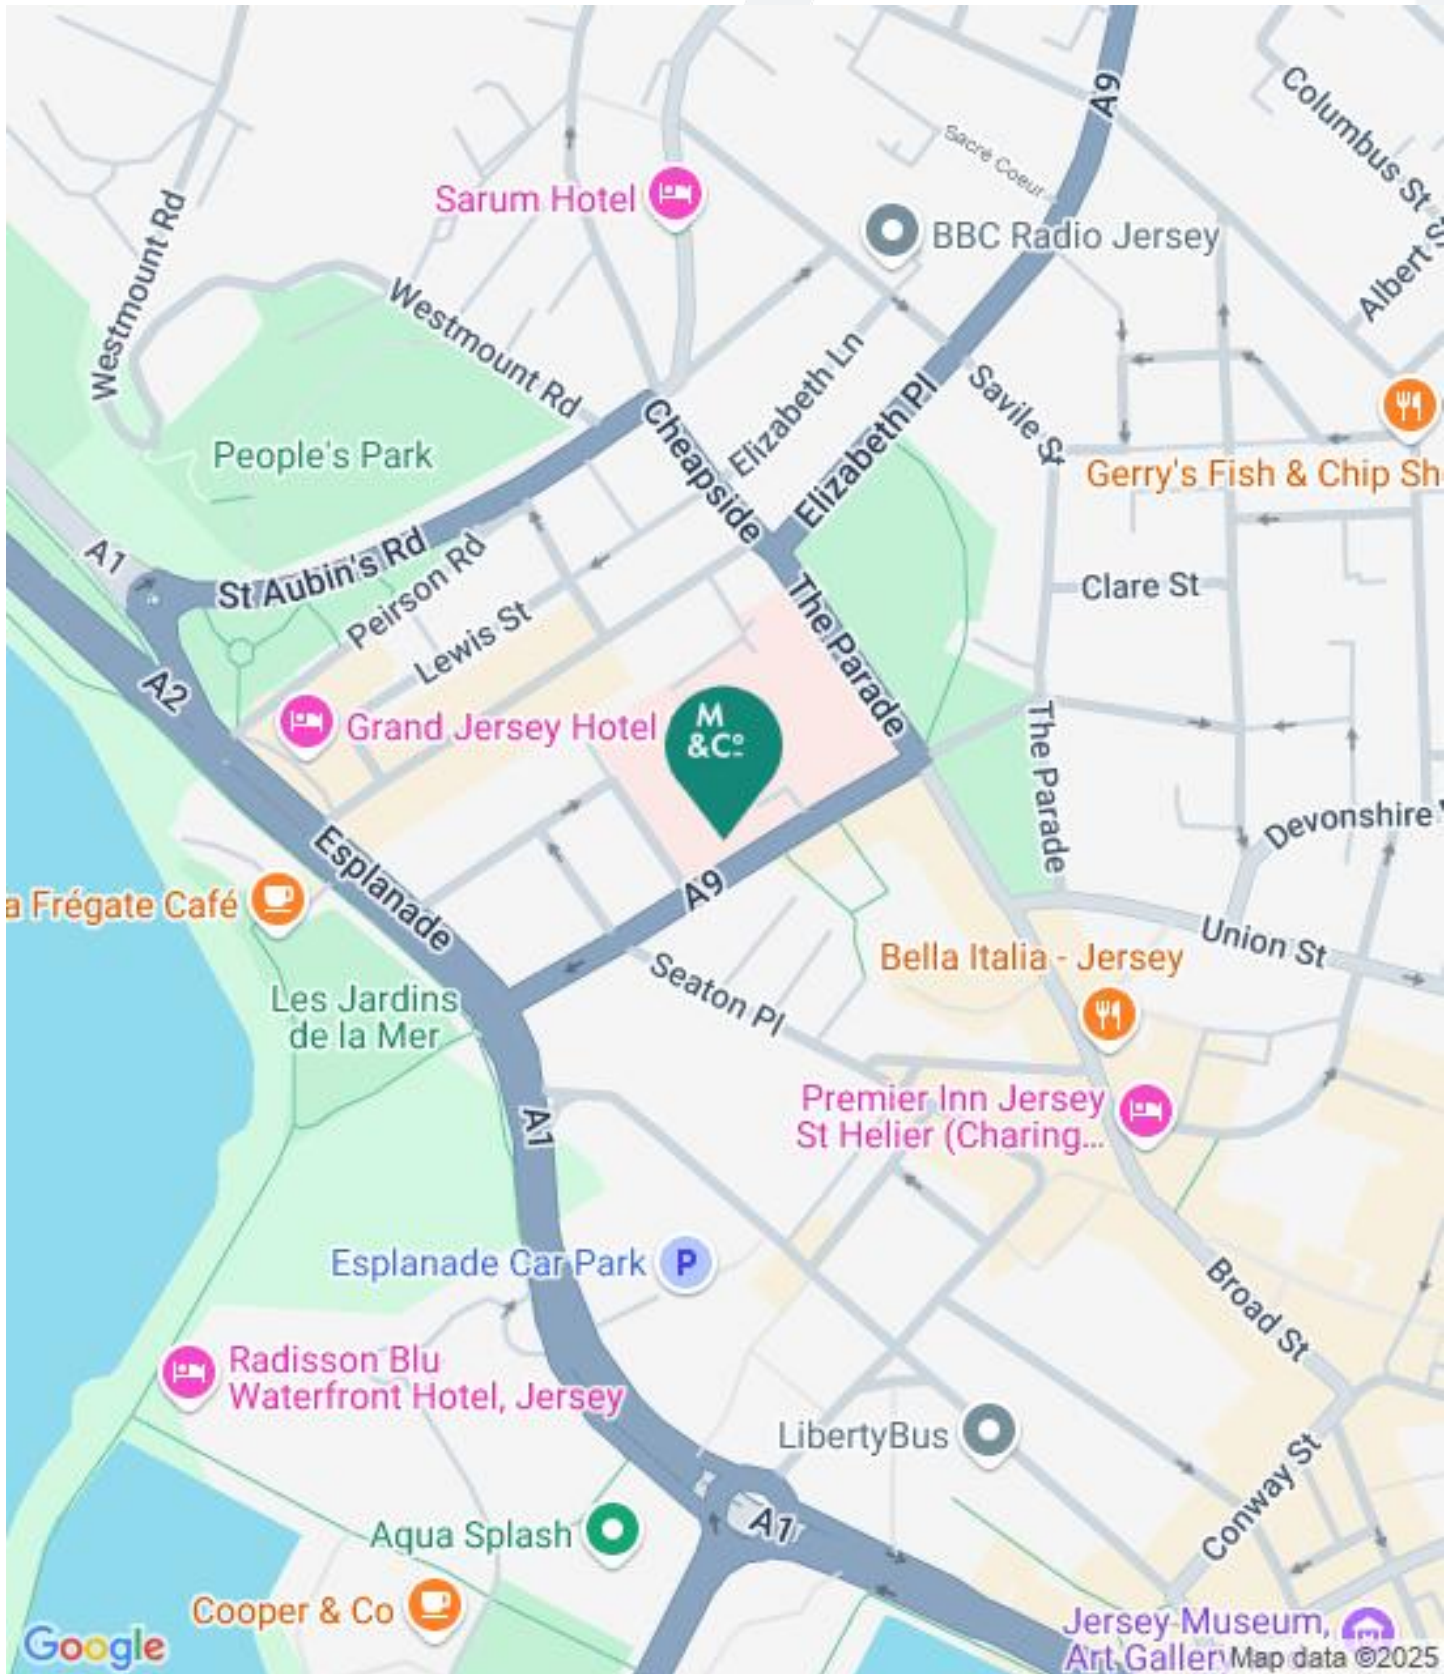 A9
Columbus St
Sacré Coeur
Sarum Hotel
Westmount Rd
BBC Radio Jersey
Albert
Westmount Rd
Elizabeth Ln
Savile St
Cheapside
Elizabeth Pl
People's Park
Gerry's Fish & Chip Sh
A1
St Aubin's Rd
Peirson Rd
Clare St
Lewis St
The Parade
A2
M
&Co
Grand Jersey Hotel
The Parade
Devonshire
Esplanade
A9
a Frégate Café
Union St
Bella Italia - Jersey
Seaton Pl
Les Jardins
de la Mer
A1
Premier Inn Jersey
St Helier (Charing...
Esplanade Car Park
P
Broad St
Radisson Blu
Waterfront Hotel, Jersey
LibertyBus
Conway St
A1
Aqua Splash
Cooper & Co
Jersey Museum,
Art Gallery
Google
Map data ©2025